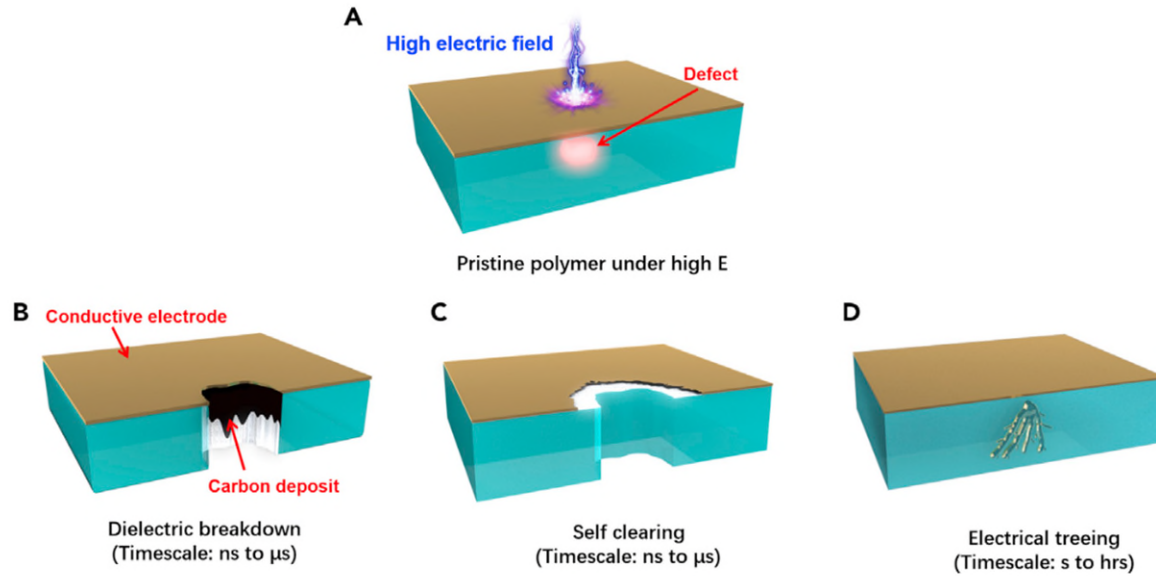 A
High electric field
Defect
Pristine polymer under high E
B
Conductive electrode
Carbon deposit
Dielectric breakdown
(Timescale: ns to µs)
C
Self clearing
(Timescale: ns to µs)
D
Electrical treeing
(Timescale: s to hrs)